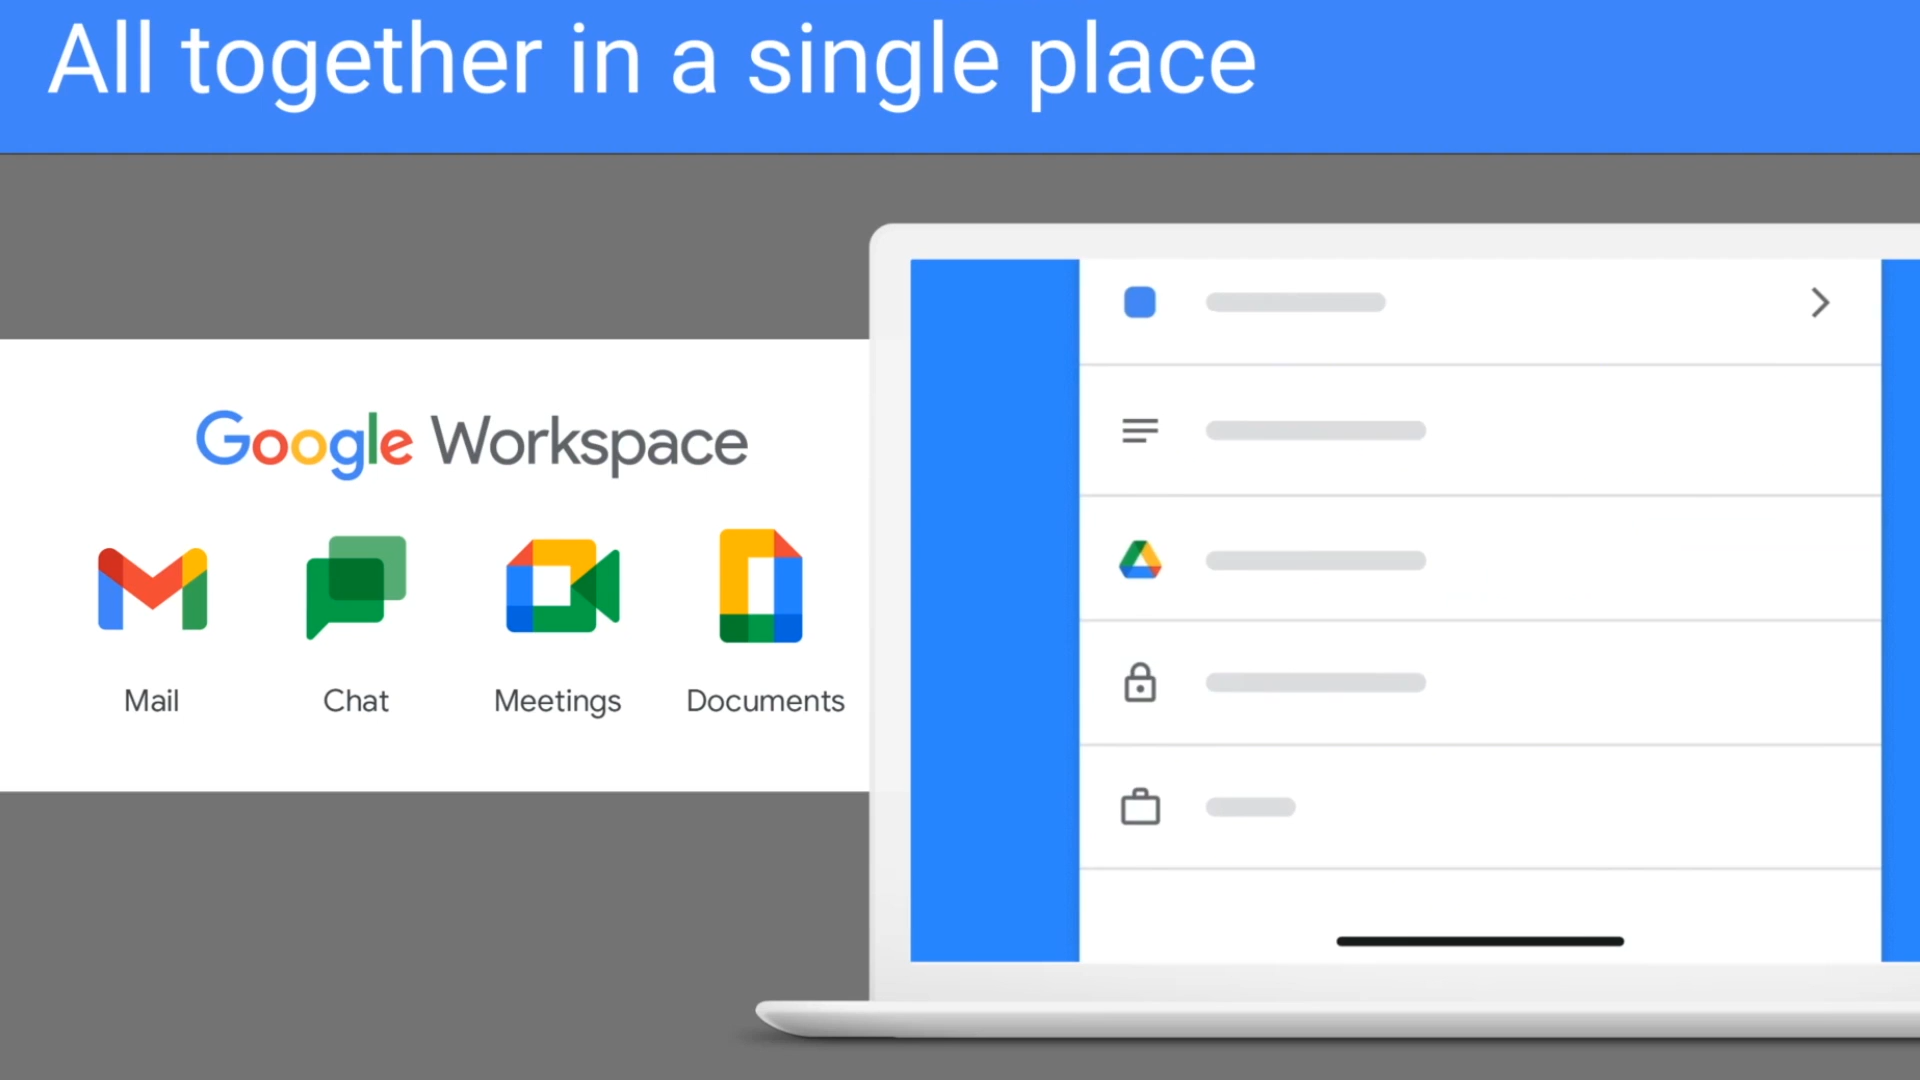 All together in a single place
Google Workspace
Mail
Chat
Meetings
Documents